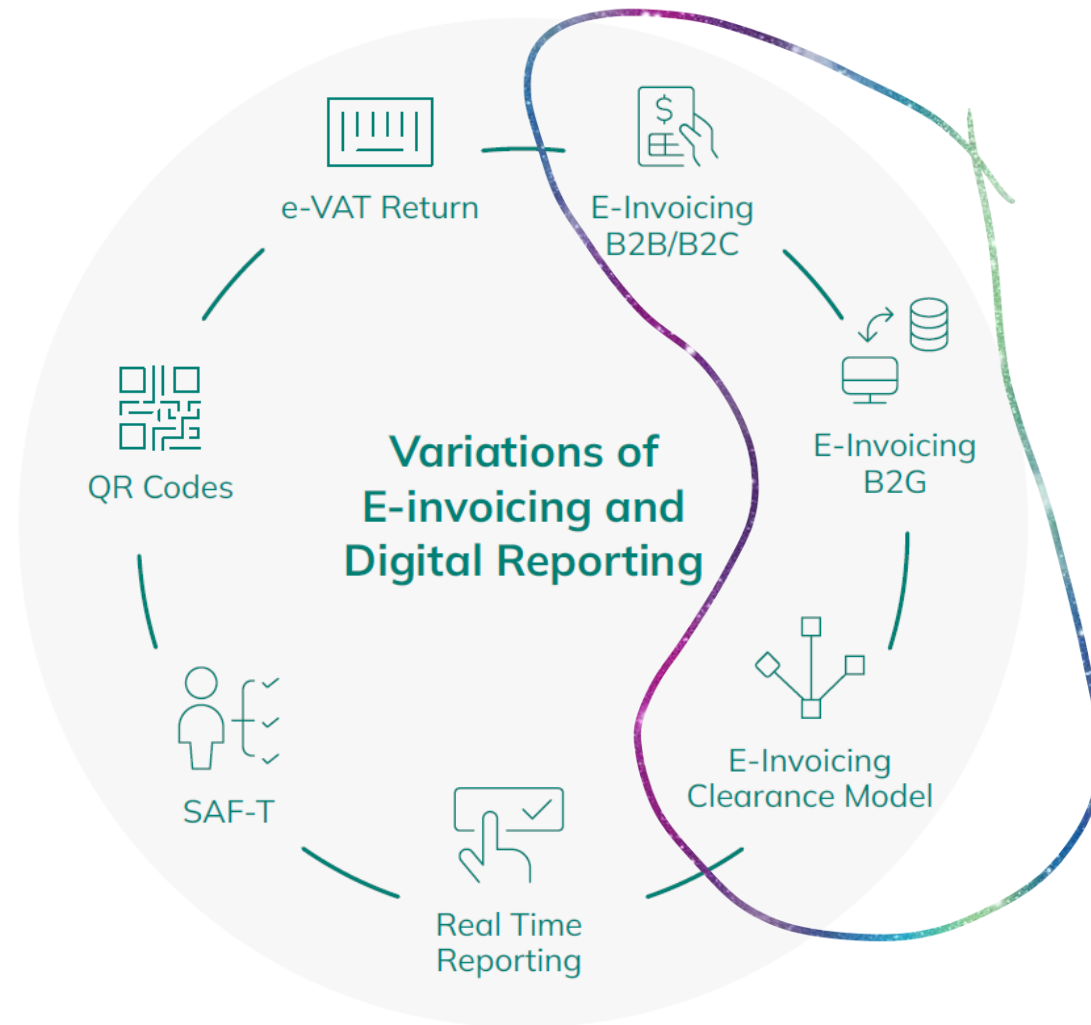 e-VAT Return
E-Invoicing
B2B/B2C
E-Invoicing
B2G
QR Codes
Variations of
E-invoicing and
Digital Reporting
E-Invoicing
Clearance Model
SAF-T
Real Time
Reporting
$